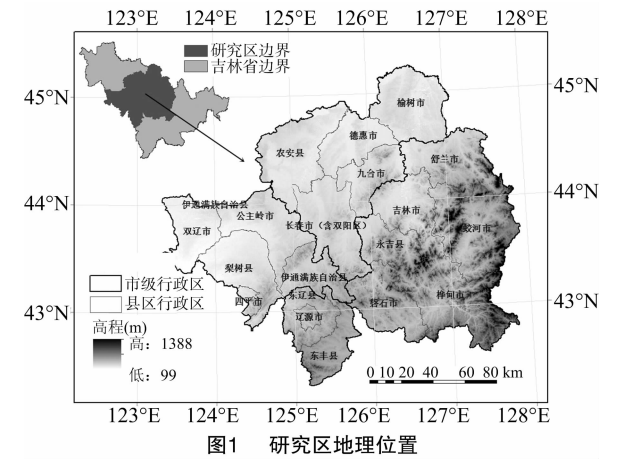 123°E 124°E 125°E 126°E 127°E 128°E
研究区边界
吉林省边界
45°N
45°N
榆树市
德惠市
农安县
舒兰市
九台市
44°N
44°N
伊通满族自治县
公主岭市
吉林市
双辽市
长春市（含双阳区）
蛟河市
永吉县
梨树县
伊通满族自治县
市级行政区
县区行政区
四平市
东辽县
磐石市
桦甸市
43°N
43°N
辽源市
高程(m)
高：1388
低：99
东丰县
0 10 20 40 60 80 km
123°E 124°E 125°E 126°E 127°E 128°E
图1 研究区地理位置